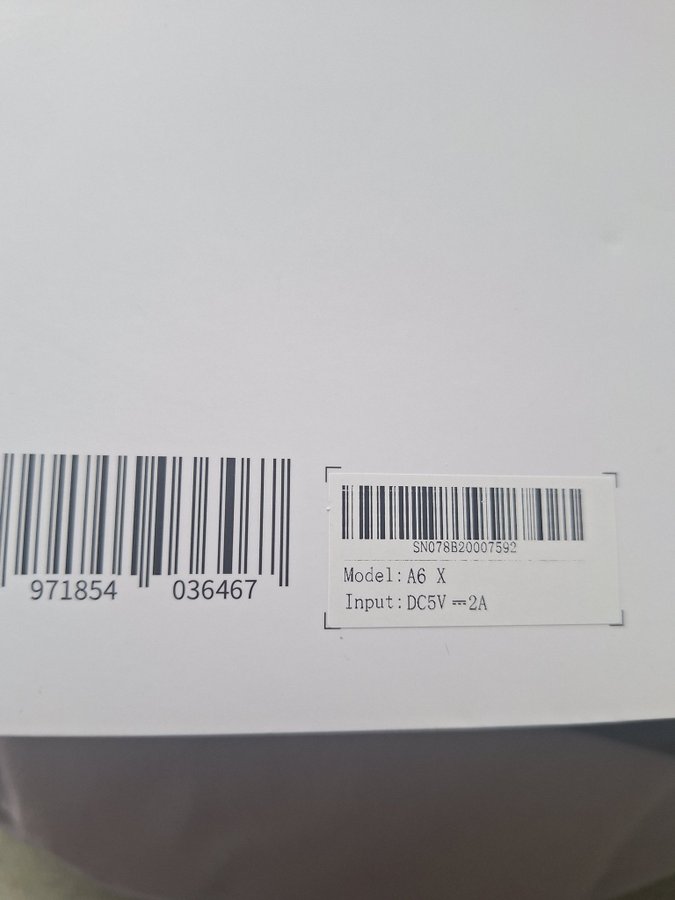 971854 036467
SN078B20007592
Model: A6 X
Input: DC5V ⎓ 2A